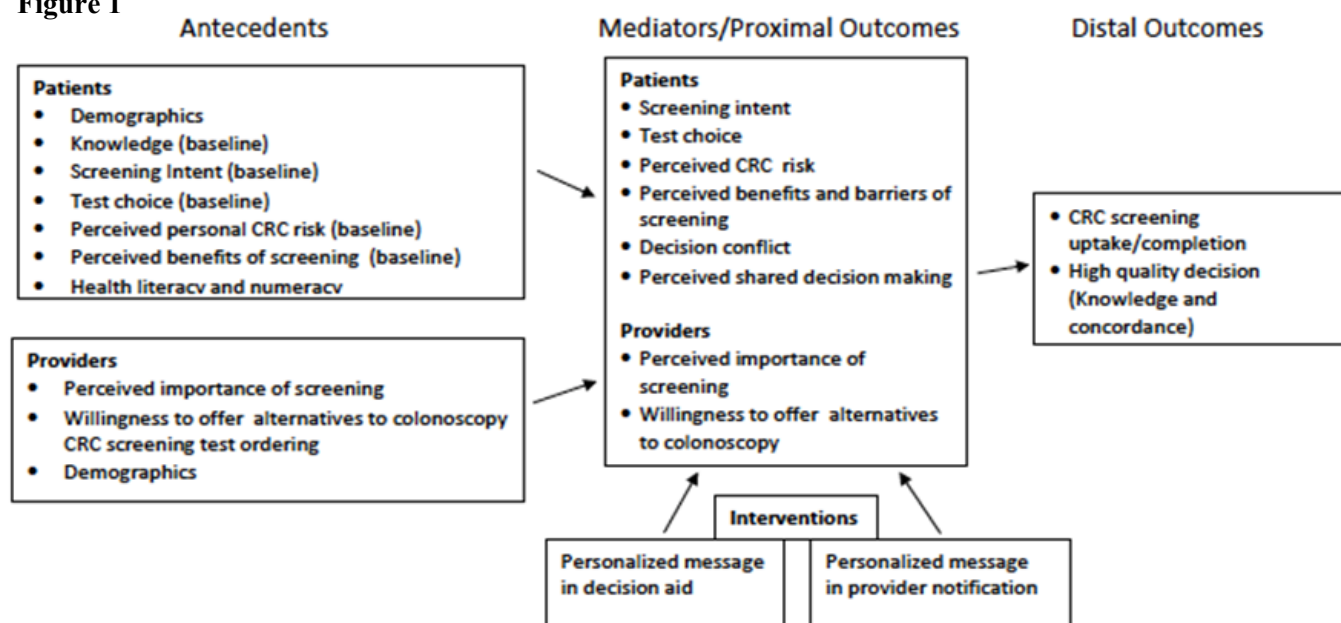 Figure 1
Antecedents
Mediators/Proximal Outcomes
Distal Outcomes
Patients
• Demographics
• Knowledge (baseline)
• Screening Intent (baseline)
• Test choice (baseline)
• Perceived personal CRC risk (baseline)
• Perceived benefits of screening (baseline)
• Health literacy and numeracy
Providers
• Perceived importance of screening
• Willingness to offer alternatives to colonoscopy
CRC screening test ordering
• Demographics
Patients
• Screening intent
• Test choice
• Perceived CRC risk
• Perceived benefits and barriers of
screening
• Decision conflict
• Perceived shared decision making
Providers
• Perceived importance of
screening
• Willingness to offer alternatives
to colonoscopy
• CRC screening
uptake/completion
• High quality decision
(Knowledge and
concordance)
Interventions
Personalized message
in decision aid
Personalized message
in provider notification